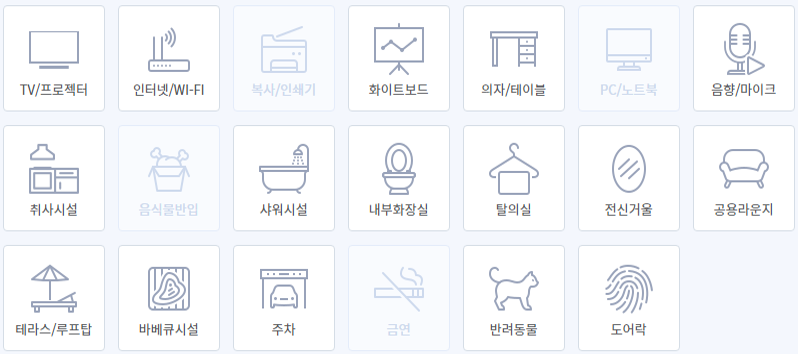 TV/프로젝터
인터넷/WI-FI
복사/인쇄기
화이트보드
의자/테이블
PC/노트북
음향/마이크
취사시설
음식물반입
샤워시설
내부화장실
탈의실
전신거울
공용라운지
테라스/루프탑
바베큐시설
주차
금연
반려동물
도어락